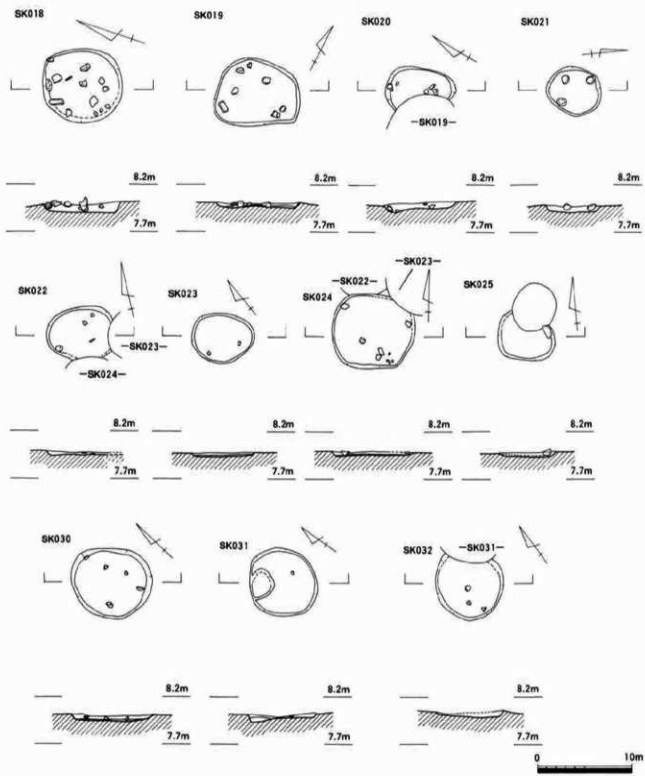 SK018
SK019
SK020
SK021
—SK019—
8.2m
8.2m
8.2m
8.2m
7.7m
7.7m
7.7m
7.7m
SK022
SK023
SK024
—SK022—
—SK023—
SK025
—SK023—
—SK024—
8.2m
8.2m
8.2m
8.2m
7.7m
7.7m
7.7m
7.7m
SK030
SK031
SK032
—SK031—
8.2m
8.2m
8.2m
7.7m
7.7m
7.7m
0
10m